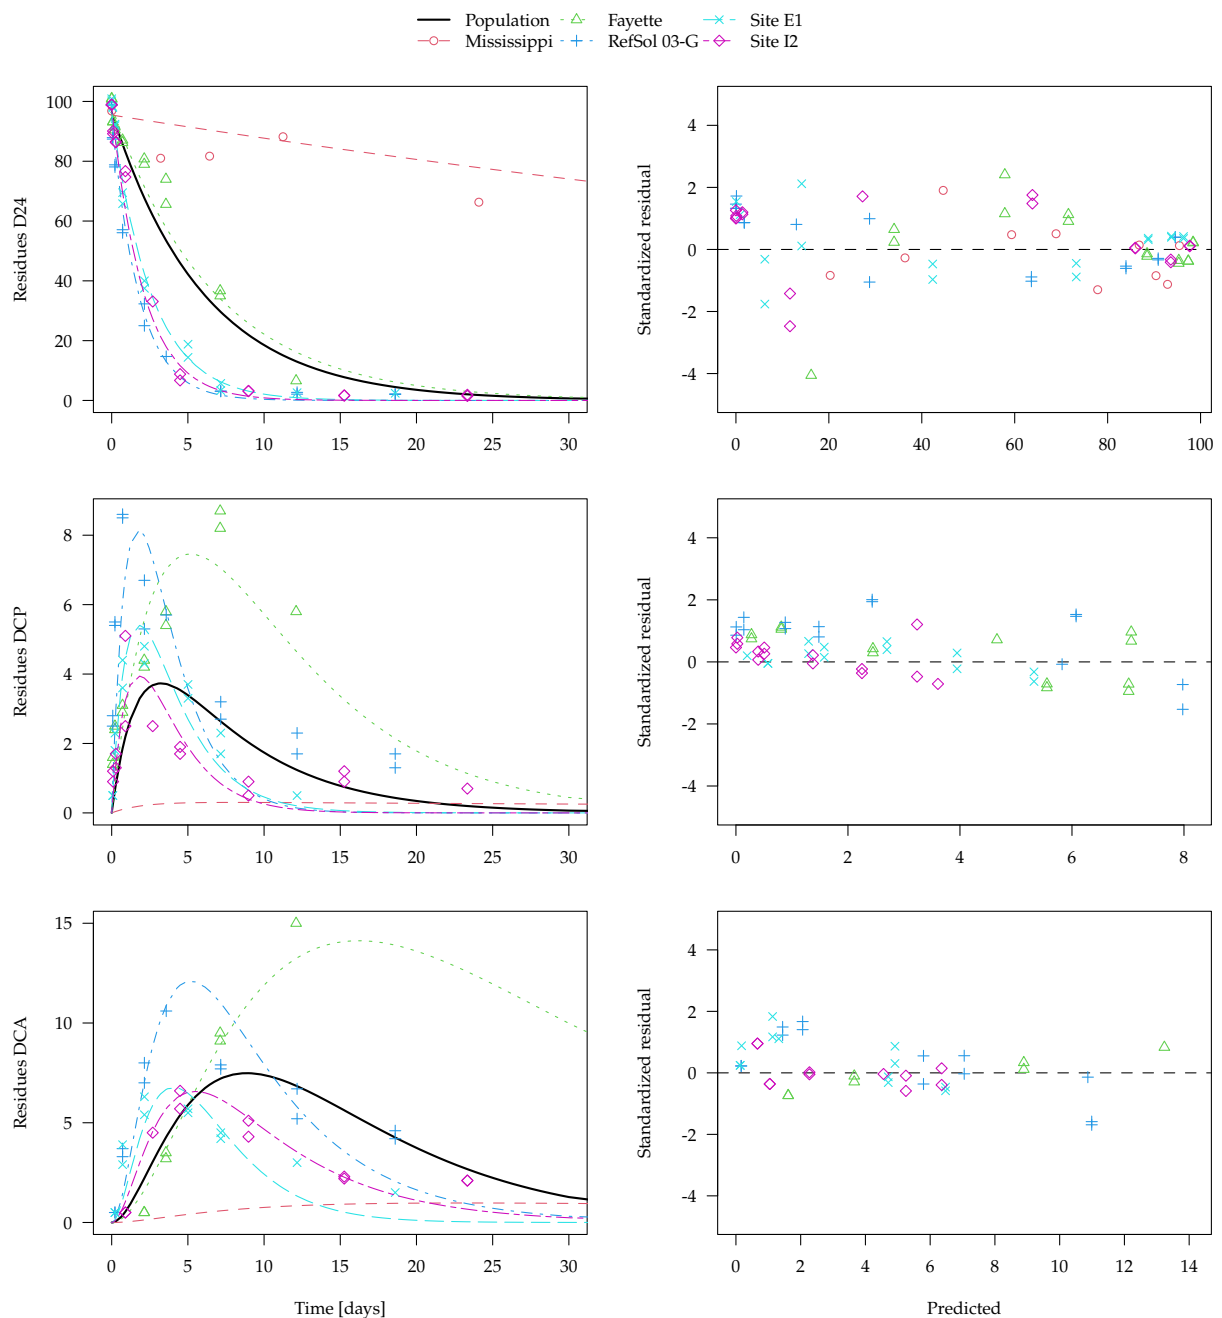 Population Fayette Site E1
Mississippi RefSol 03-G Site I2
Residues D24
100
80
60
40
20
0
0 5 10 15 20 25 30
Standardized residual
4
2
0
-2
-4
0 20 40 60 80 100
Residues DCP
8
6
4
2
0
0 5 10 15 20 25 30
Standardized residual
4
2
0
-2
-4
0 2 4 6 8
Residues DCA
15
10
5
0
0 5 10 15 20 25 30
Time [days]
Standardized residual
4
2
0
-2
-4
0 2 4 6 8 10 12 14
Predicted